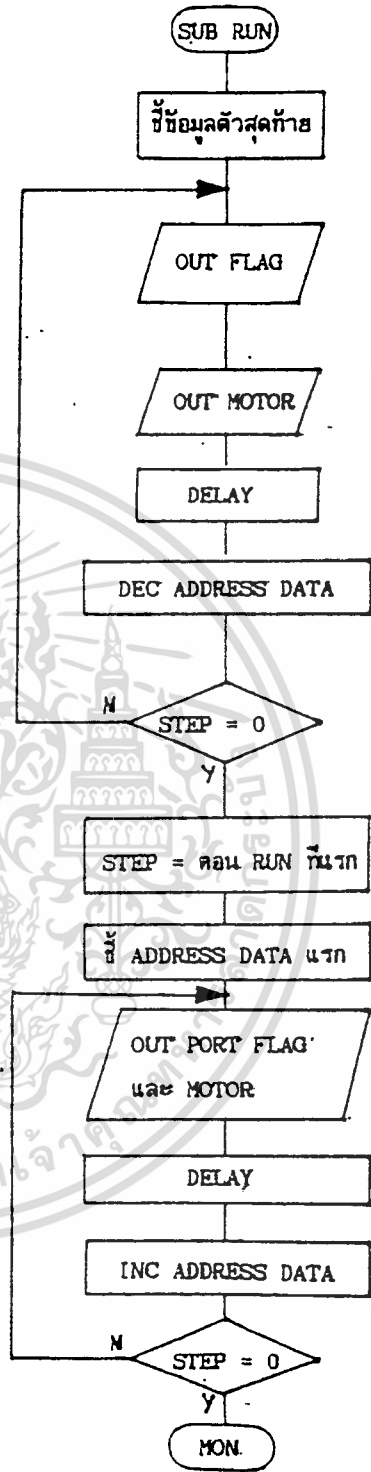 SUB RUN
ชี้ข้อมูลตัวสุดท้าย
OUT FLAG
OUT MOTOR
DELAY
DEC ADDRESS DATA
N
STEP = 0
Y
STEP = ตอน RUN ทีแรก
ชี้ ADDRESS DATA แรก
OUT PORT FLAG
และ MOTOR
DELAY
INC ADDRESS DATA
N
STEP = 0
Y
MON.